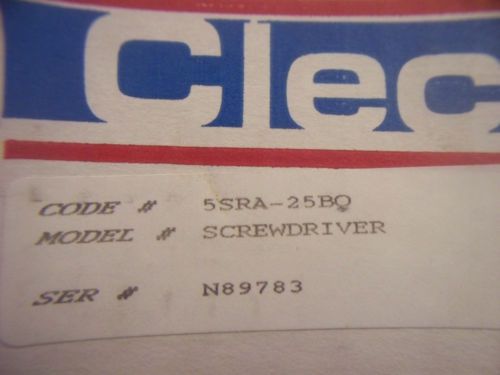 Clec
CODE # 5SRA-25BQ
MODEL # SCREWDRIVER
SER # N89783